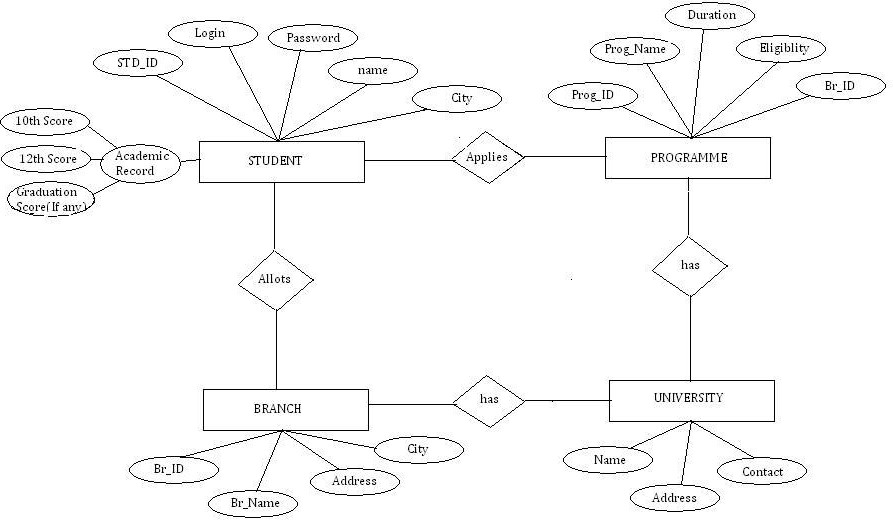 Duration
Login
Password
Prog_Name
Eligiblity
STD_ID
name
Br_ID
City
Prog_ID
10th Score
12th Score
Academic
Record
STUDENT
Applies
PROGRAMME
Graduation
Score(If any)
Allots
has
BRANCH
has
UNIVERSITY
City
Br_ID
Address
Br_Name
Name
Contact
Address